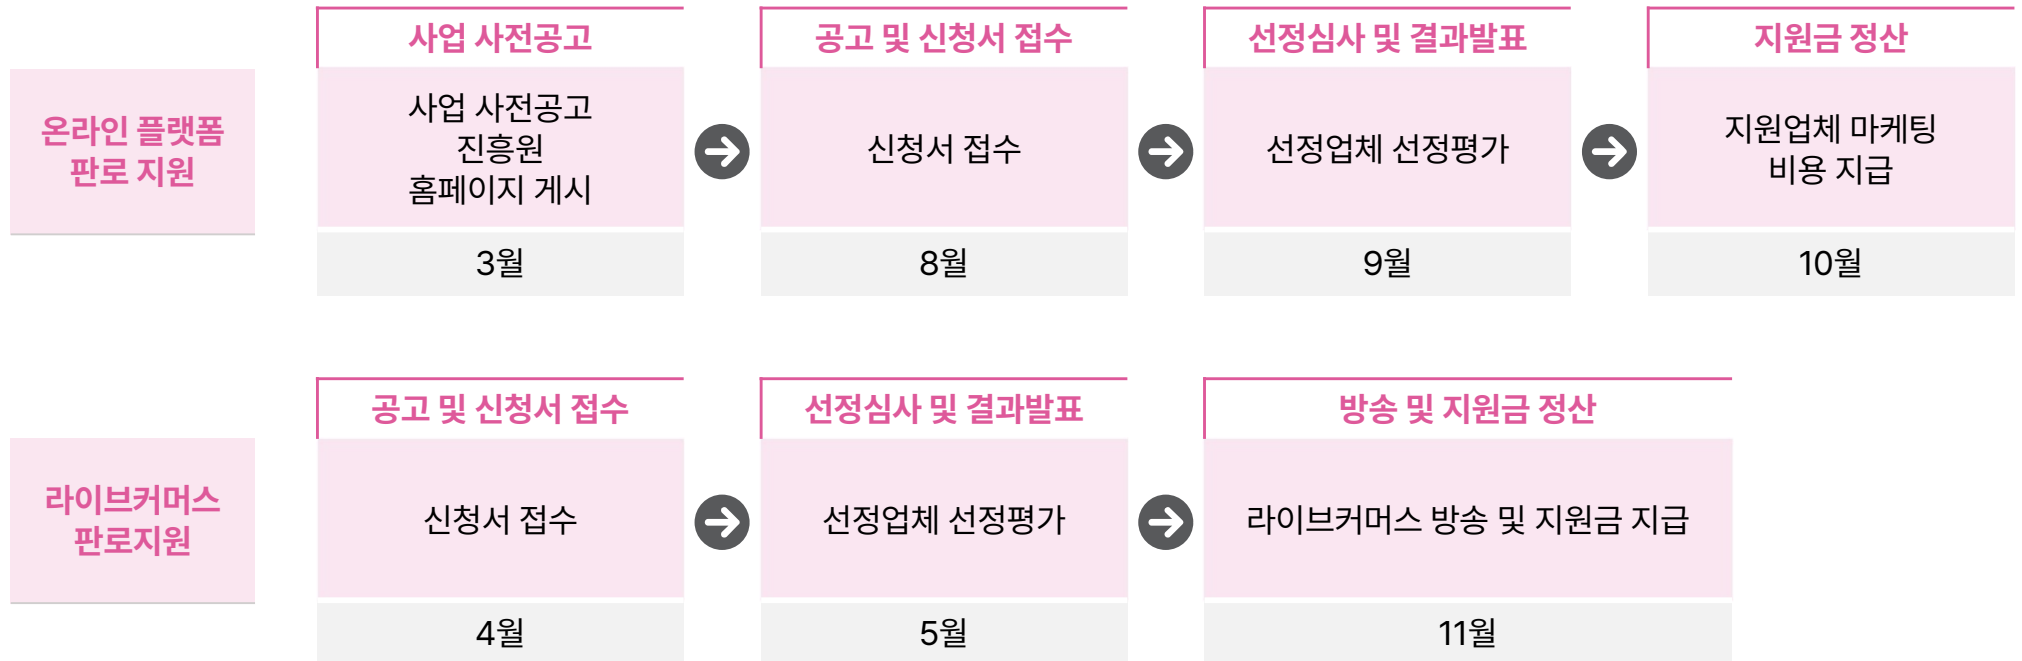 온라인 플랫폼
판로 지원
사업 사전공고
사업 사전공고
진흥원
홈페이지 게시
3월
공고 및 신청서 접수
신청서 접수
8월
선정심사 및 결과발표
선정업체 선정평가
9월
지원금 정산
지원업체 마케팅
비용 지급
10월
라이브커머스
판로지원
공고 및 신청서 접수
신청서 접수
4월
선정심사 및 결과발표
선정업체 선정평가
5월
방송 및 지원금 정산
라이브커머스 방송 및 지원금 지급
11월